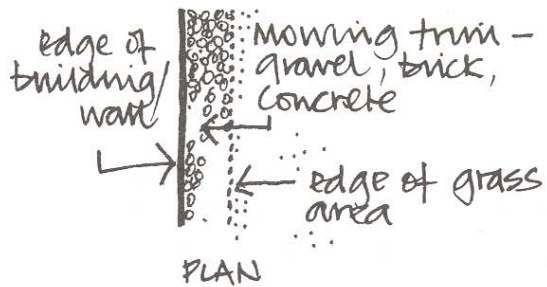 edge of
building
wall
Mowing trim –
gravel, brick,
concrete
edge of grass
area
PLAN